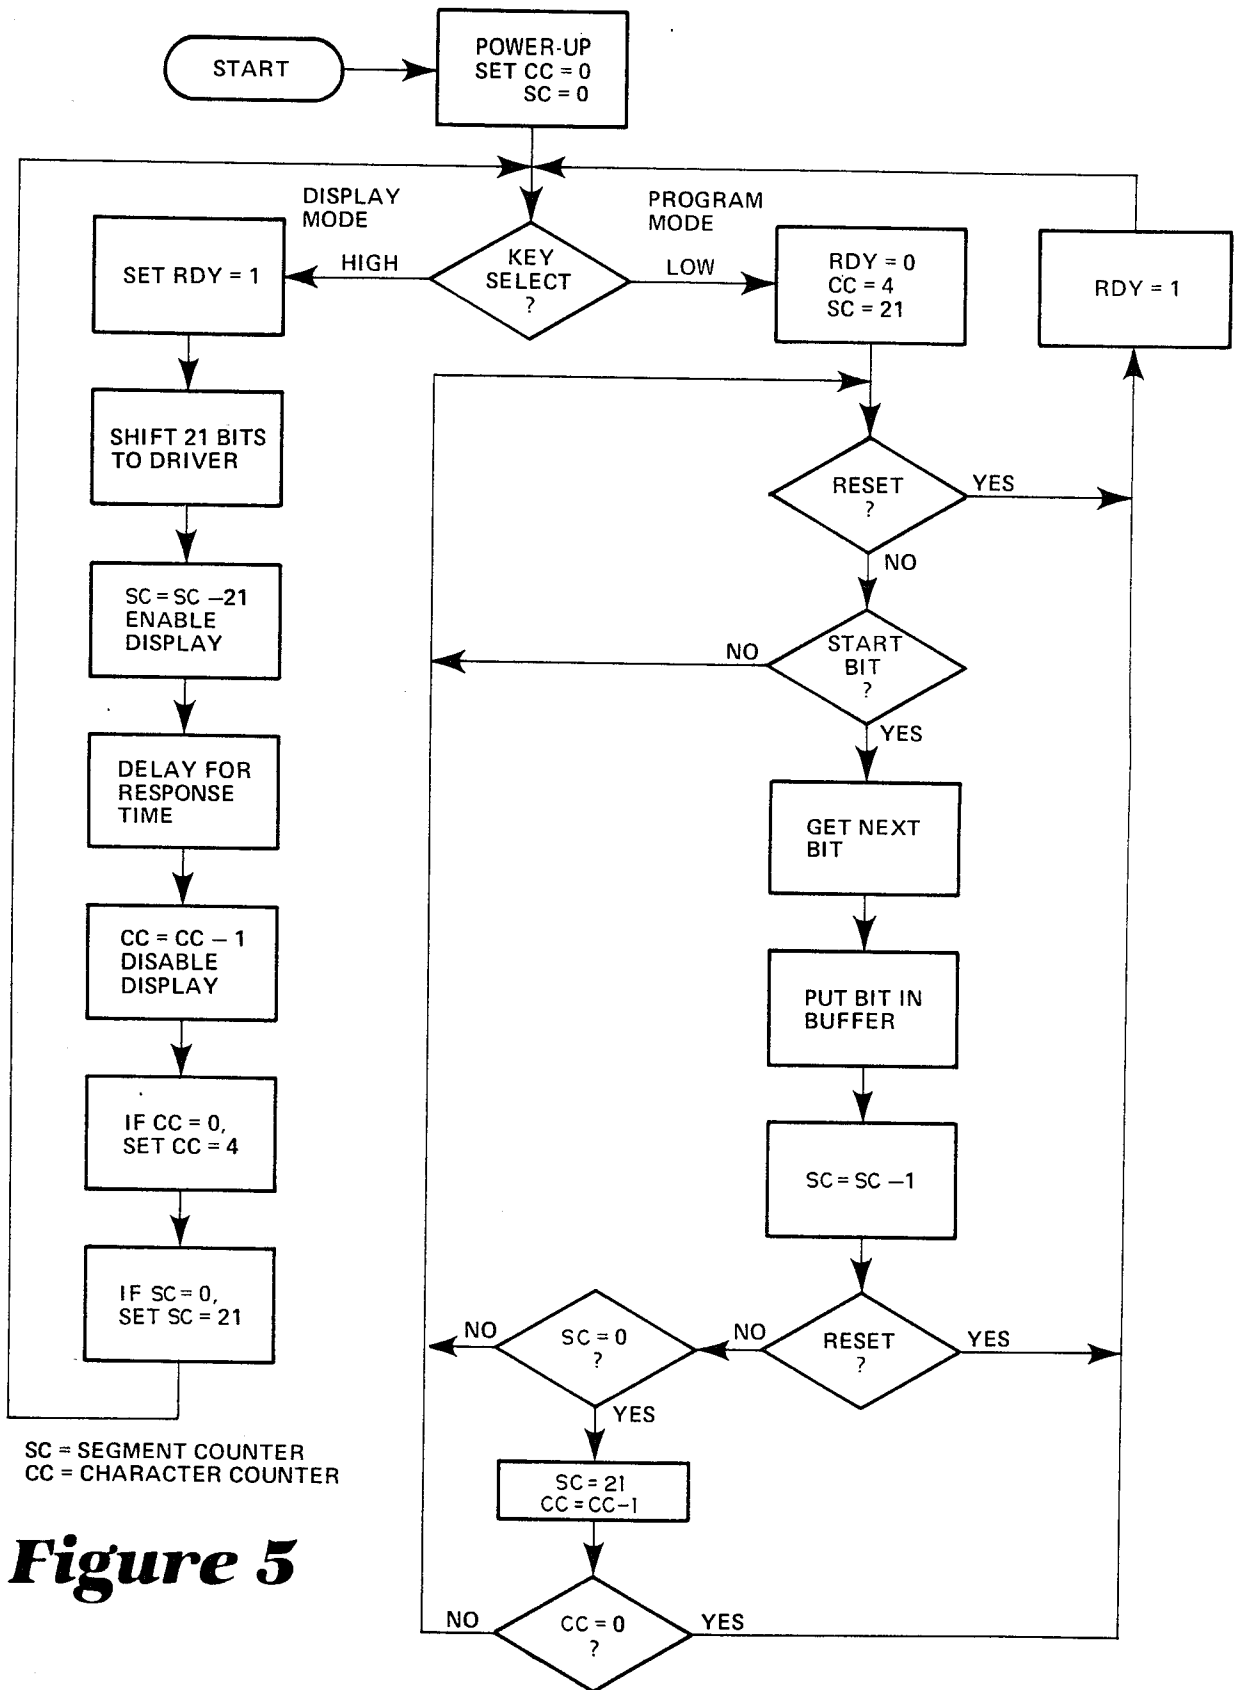 START
POWER-UP
SET CC = 0
SC = 0
DISPLAY
MODE
PROGRAM
MODE
SET RDY = 1
HIGH
KEY
SELECT
?
LOW
RDY = 0
CC = 4
SC = 21
RDY = 1
SHIFT 21 BITS
TO DRIVER
RESET
?
YES
NO
SC = SC –21
ENABLE
DISPLAY
NO
START
BIT
?
YES
DELAY FOR
RESPONSE
TIME
GET NEXT
BIT
CC = CC – 1
DISABLE
DISPLAY
PUT BIT IN
BUFFER
IF CC = 0,
SET CC = 4
SC = SC –1
IF SC = 0,
SET SC = 21
NO
SC = 0
?
NO
RESET
?
YES
YES
SC = SEGMENT COUNTER
CC = CHARACTER COUNTER
SC = 21
CC = CC–1
Figure 5
NO
CC = 0
?
YES